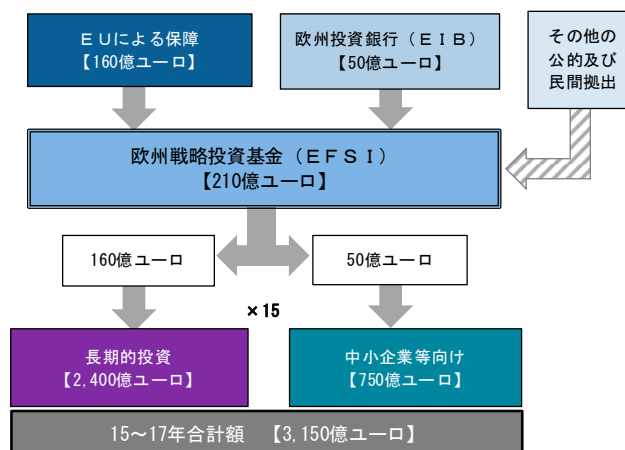 EUによる保障
【160億ユーロ】
欧州投資銀行(EIB)
【50億ユーロ】
その他の
公的及び
民間拠出
欧州戦略投資基金(EFSI)
【210億ユーロ】
160億ユーロ
50億ユーロ
×15
長期的投資
【2,400億ユーロ】
中小企業等向け
【750億ユーロ】
15~17年合計額 【3,150億ユーロ】